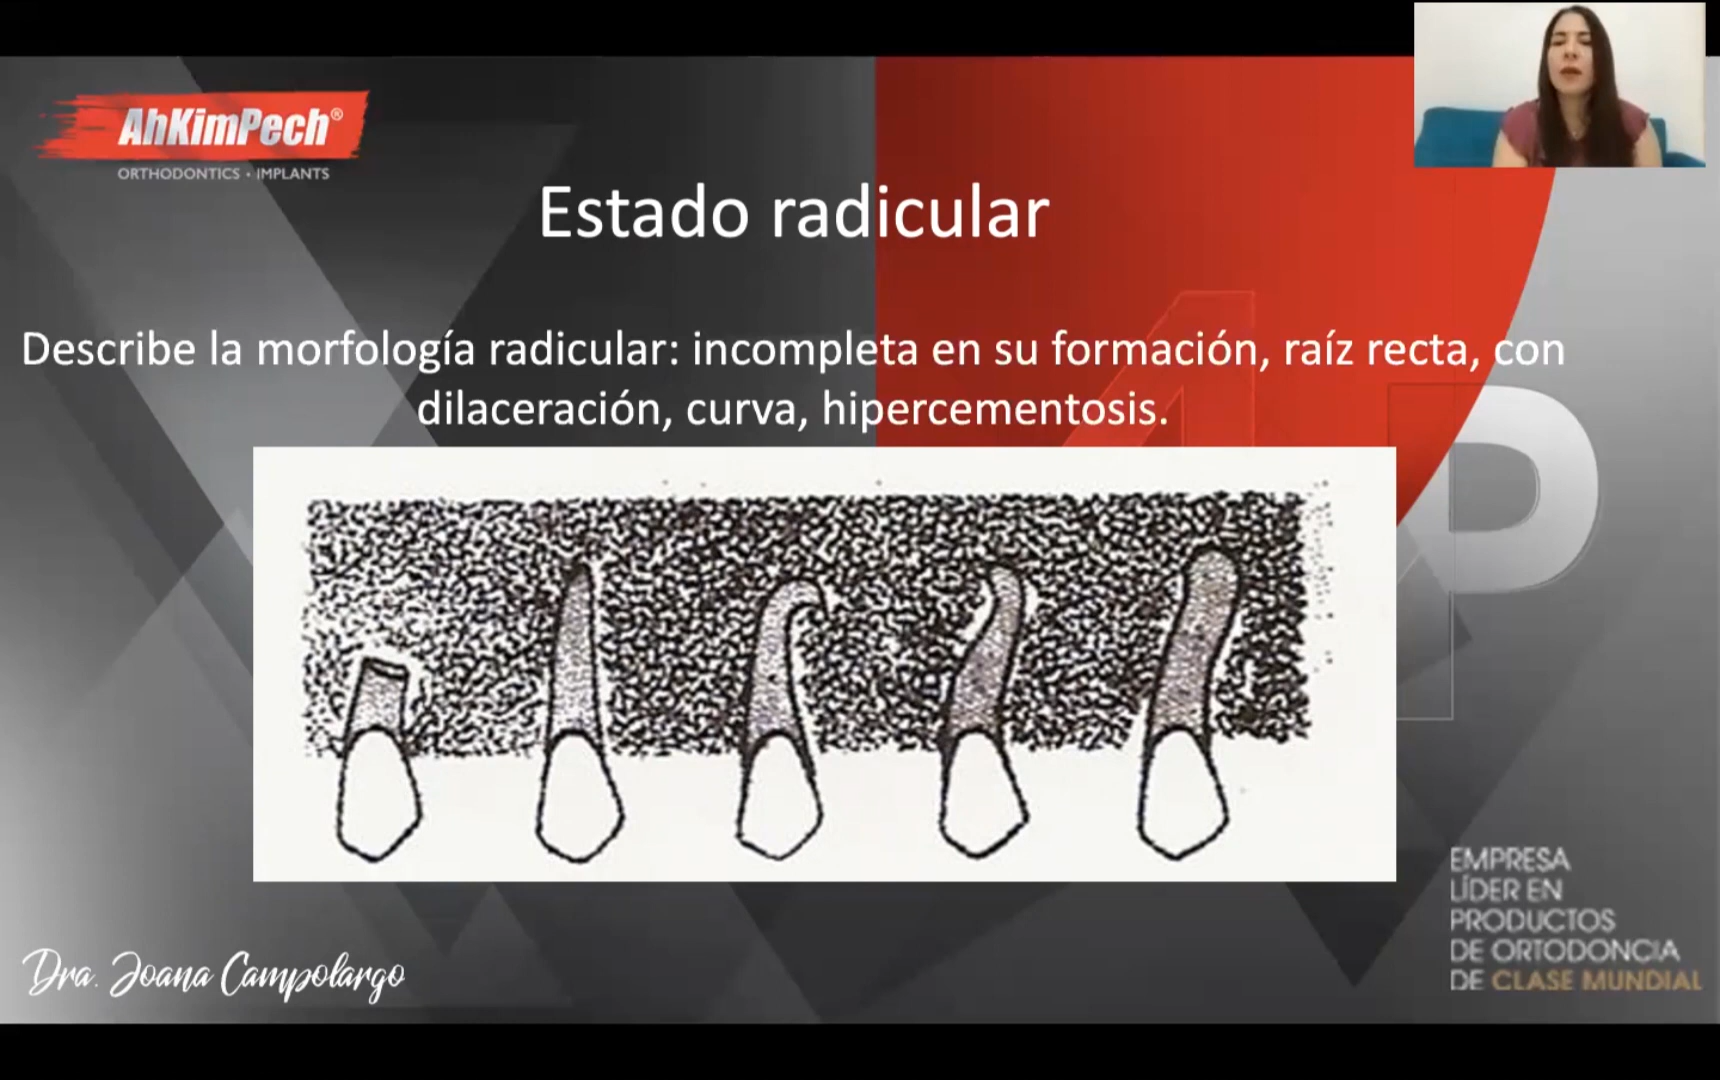 AhKimPech®
ORTHODONTICS • IMPLANTS
Estado radicular
Describe la morfología radicular: incompleta en su formación, raíz recta, con
dilaceración, curva, hipercementosis.
P
EMPRESA
LÍDER EN
PRODUCTOS
DE ORTODONCIA
DE CLASE MUNDIAL
Dra. Joana Campolargo